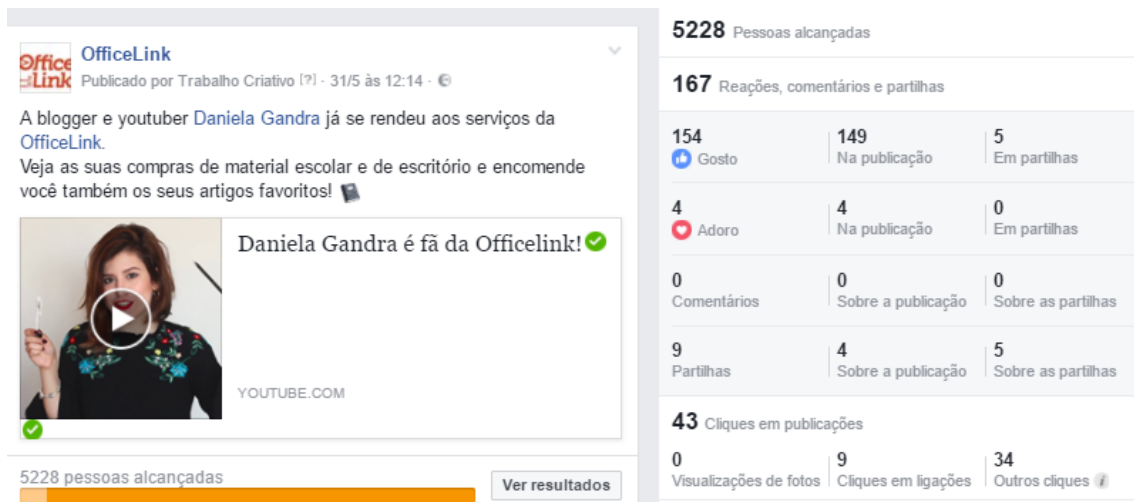 Office
Link
OfficeLink
Publicado por Trabalho Criativo [?] · 31/5 às 12:14 ·
A blogger e youtuber Daniela Gandra já se rendeu aos serviços da
OfficeLink.
Veja as suas compras de material escolar e de escritório e encomende
você também os seus artigos favoritos!
Daniela Gandra é fã da Officelink!
YOUTUBE.COM
5228 pessoas alcançadas
Ver resultados
5228 Pessoas alcançadas
167 Reações, comentários e partilhas
154 149 5
Gosto Na publicação Em partilhas
4 4 0
Adoro Na publicação Em partilhas
0 0 0
Comentários Sobre a publicação Sobre as partilhas
9 4 5
Partilhas Sobre a publicação Sobre as partilhas
43 Cliques em publicações
0 9 34
Visualizações de fotos Cliques em ligações Outros cliques i